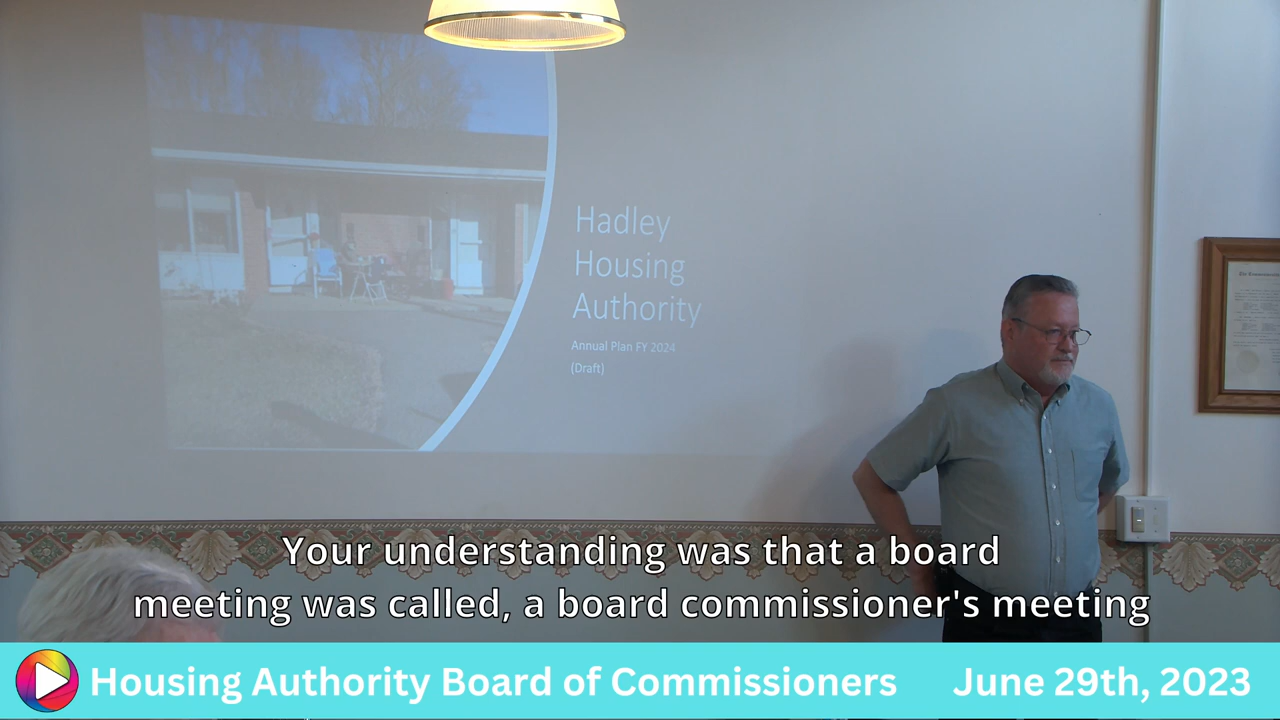 Hadley
Housing
Authority
Annual Plan FY 2024
(Draft)
Your understanding was that a board
meeting was called, a board commissioner's meeting
Housing Authority Board of Commissioners June 29th, 2023